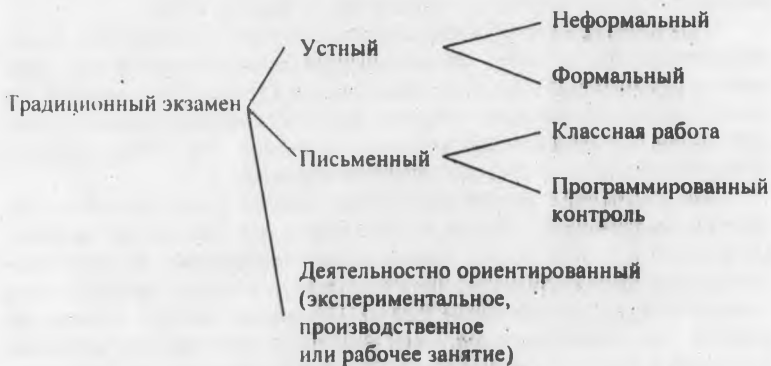 Традиционный экзамен
Устный
Неформальный
Формальный
Письменный
Классная работа
Программированный
контроль
Деятельностно ориентированный
(экспериментальное,
производственное
или рабочее занятие)